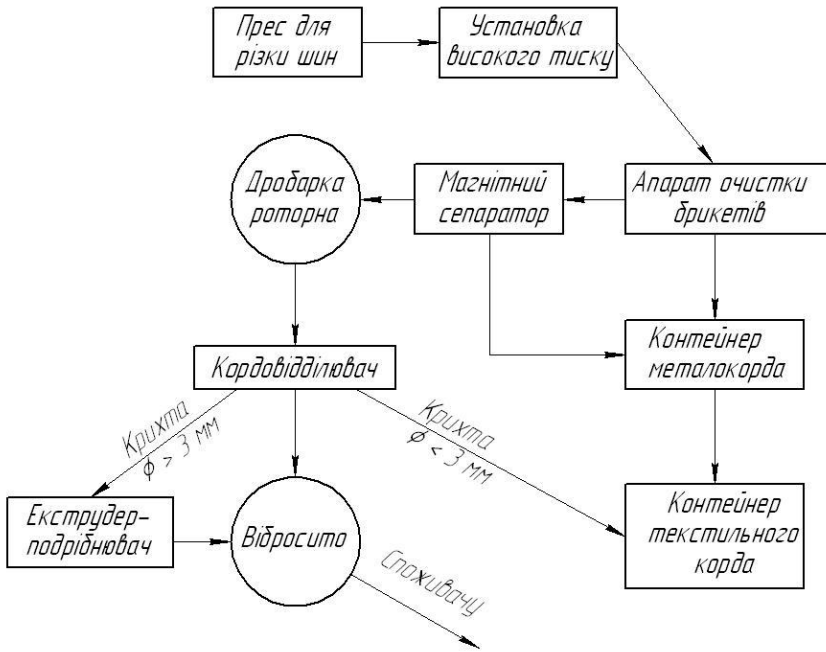 Прес для
різки шин
Установка
високого тиску
Дробарка
роторна
Магнітний
сепаратор
Апарат очистки
брикетів
Кордовідділювач
Контейнер
металокорда
Крихта
ϕ > 3 мм
Крихта
ϕ < 3 мм
Екструдер-
подрібнювач
Вібросито
Контейнер
текстильного
корда
Споживачу